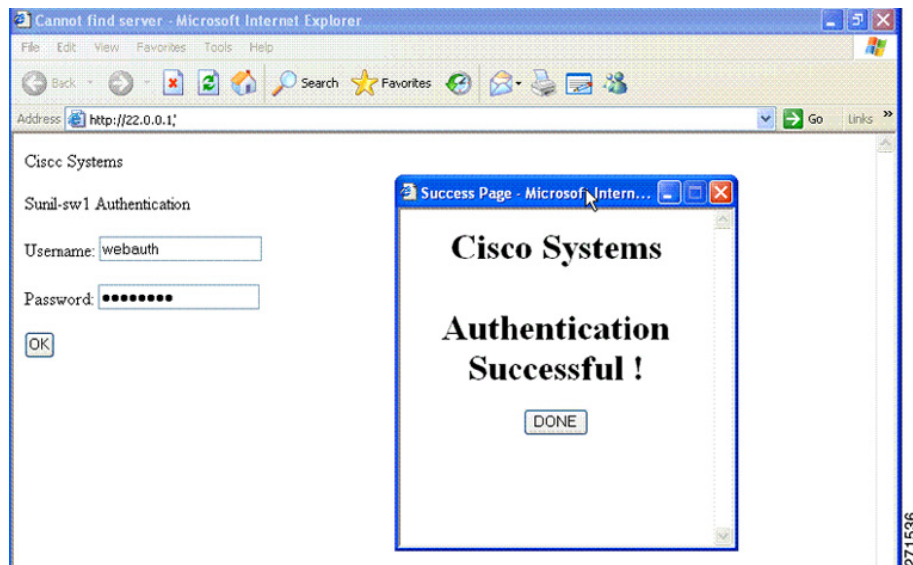 Cannot find server - Microsoft Internet Explorer
File Edit View Favorites Tools Help
Back Search Favorites
Address http://22.0.0.1; Go Links »
Cisco Systems
Sunil-sw1 Authentication
Username: webauth
Password: ●●●●●●●●
OK
Success Page - Microsoft Intern...
Cisco Systems
Authentication
Successful !
DONE
271536